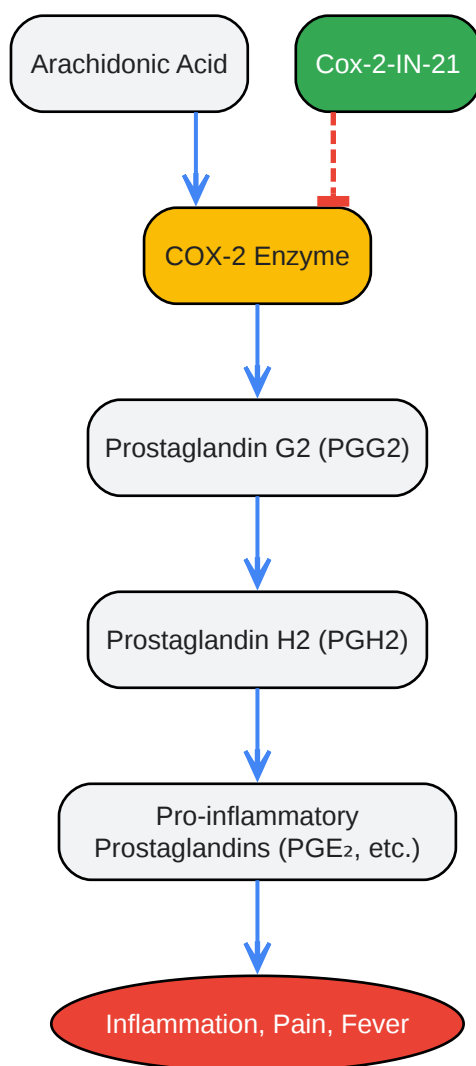 Arachidonic Acid
Cox-2-IN-21
COX-2 Enzyme
Prostaglandin G2 (PGG2)
Prostaglandin H2 (PGH2)
Pro-inflammatory
Prostaglandins (PGE₂, etc.)
Inflammation, Pain, Fever